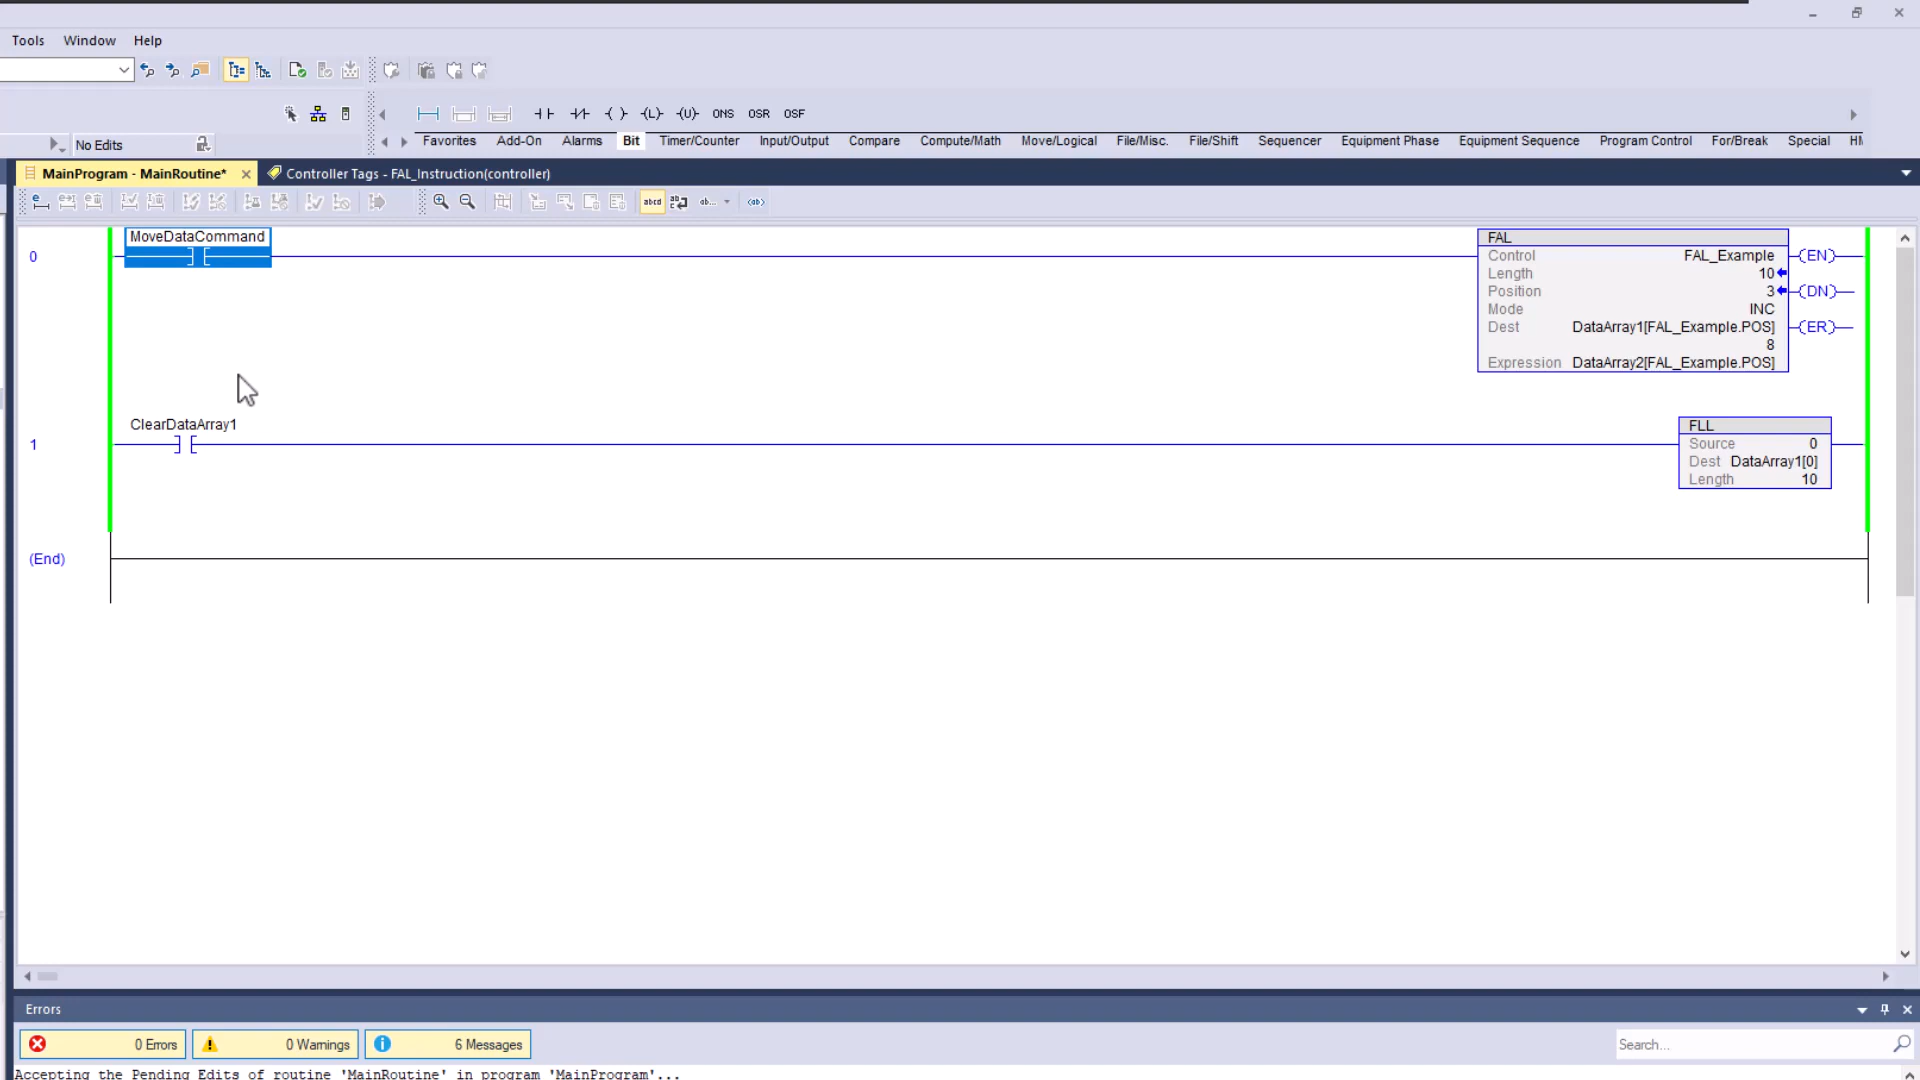 Tools Window Help
ONS OSR OSF
No Edits
Favorites Add-On Alarms Bit Timer/Counter Input/Output Compare Compute/Math Move/Logical File/Misc. File/Shift Sequencer Equipment Phase Equipment Sequence Program Control For/Break Special
MainProgram - MainRoutine* Controller Tags - FAL_Instruction(controller)
0
MoveDataCommand
FAL
Control FAL_Example (EN)
Length 10
Position 3 (DN)
Mode INC
Dest DataArray1[FAL_Example.POS] (ER)
8
Expression DataArray2[FAL_Example.POS]
1
ClearDataArray1
FLL
Source 0
Dest DataArray1[0]
Length 10
(End)
Errors
0 Errors 0 Warnings 6 Messages Search...
Accepting the Pending Edits of routine 'MainRoutine' in program 'MainProgram'...